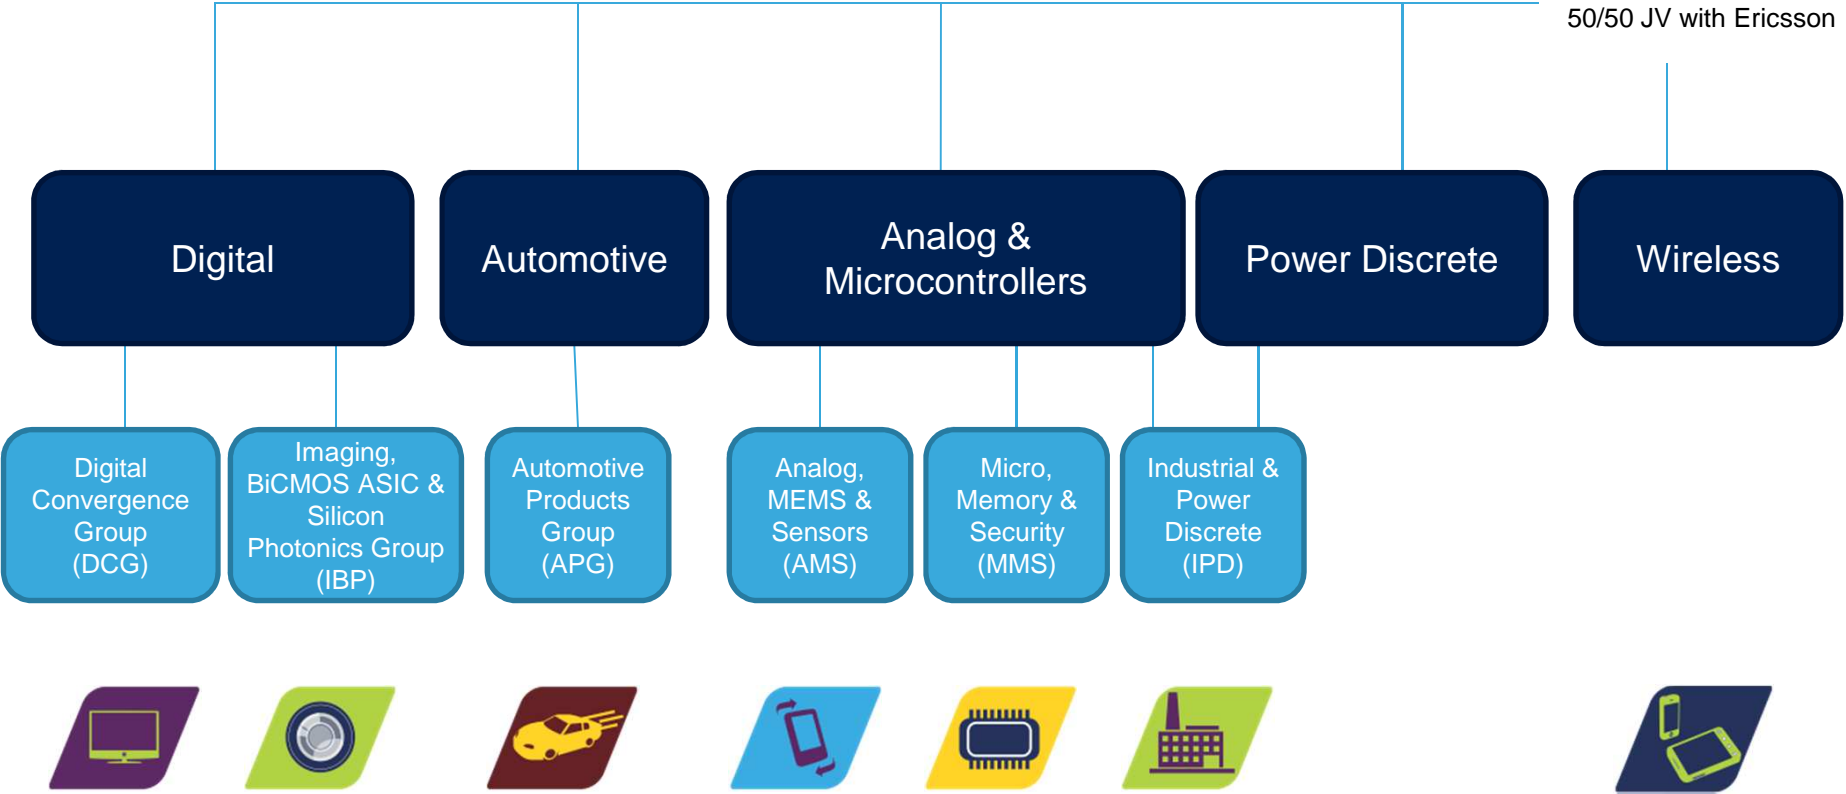 50/50 JV with Ericsson
Digital
Automotive
Analog &
Microcontrollers
Power Discrete
Wireless
Digital
Convergence
Group
(DCG)
Imaging,
BiCMOS ASIC &
Silicon
Photonics Group
(IBP)
Automotive
Products
Group
(APG)
Analog,
MEMS &
Sensors
(AMS)
Micro,
Memory &
Security
(MMS)
Industrial &
Power
Discrete
(IPD)